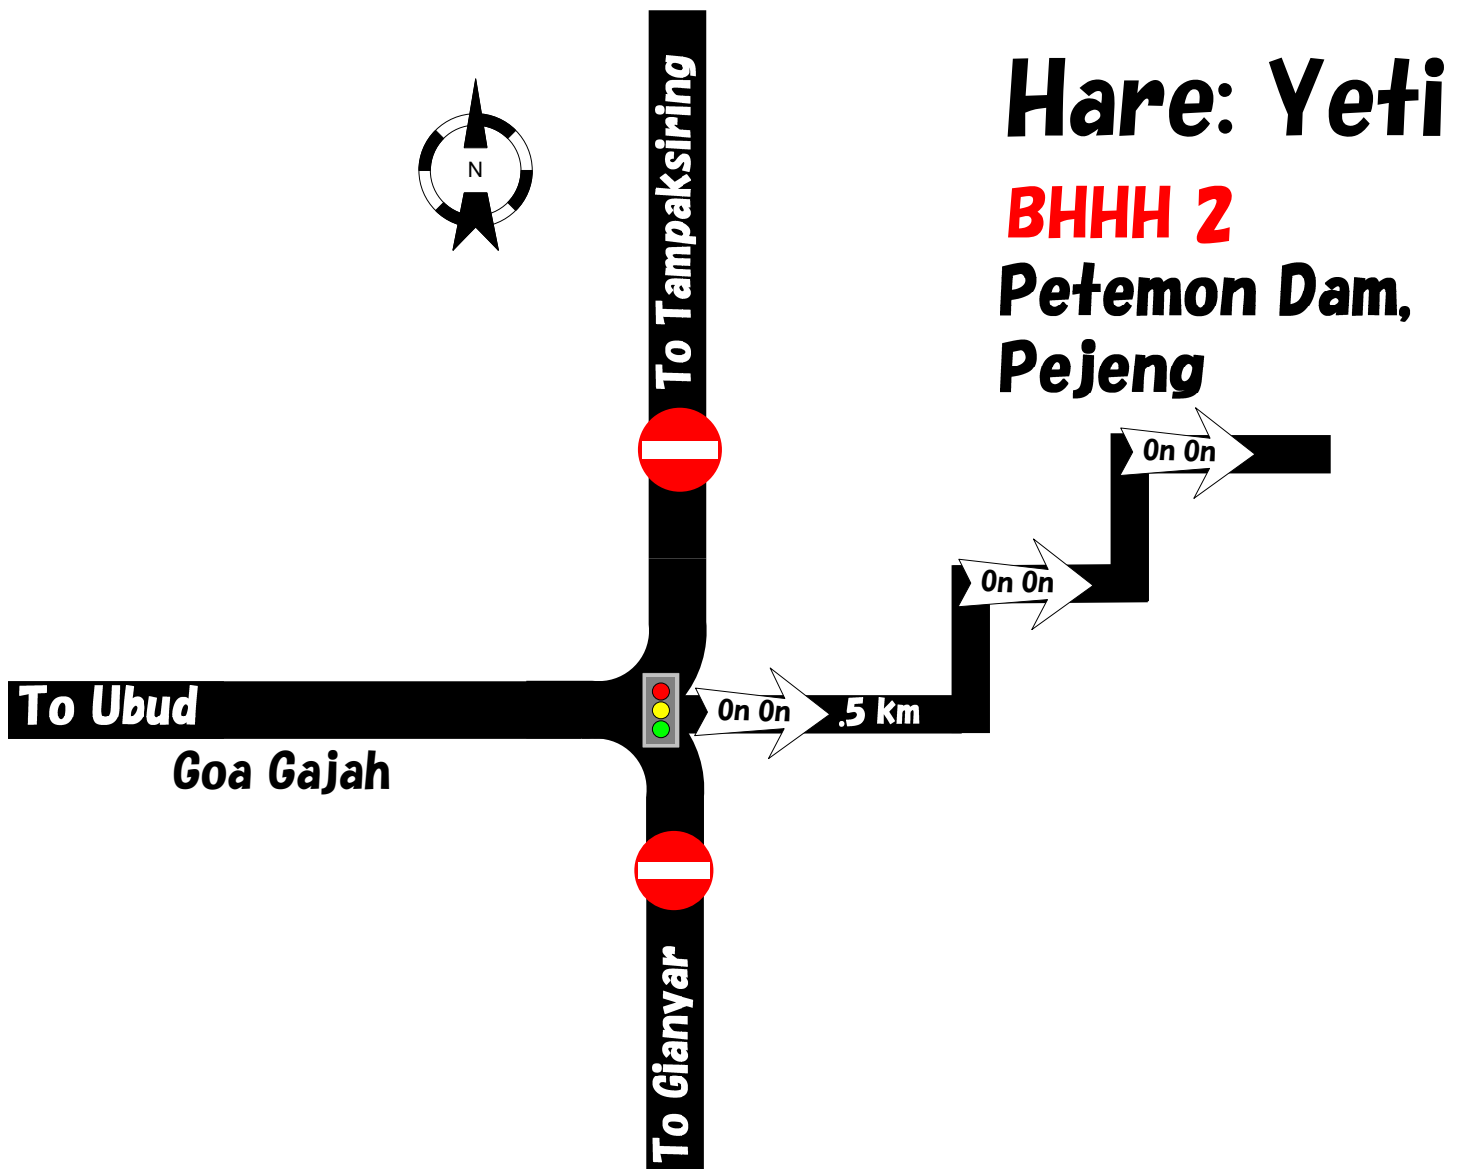 Hare: Yeti
BHHH 2
Petemon Dam,
Pejeng
N
To Tampaksiring
On On
On On
On On
.5 Km
To Ubud
Goa Gajah
To Gianyar